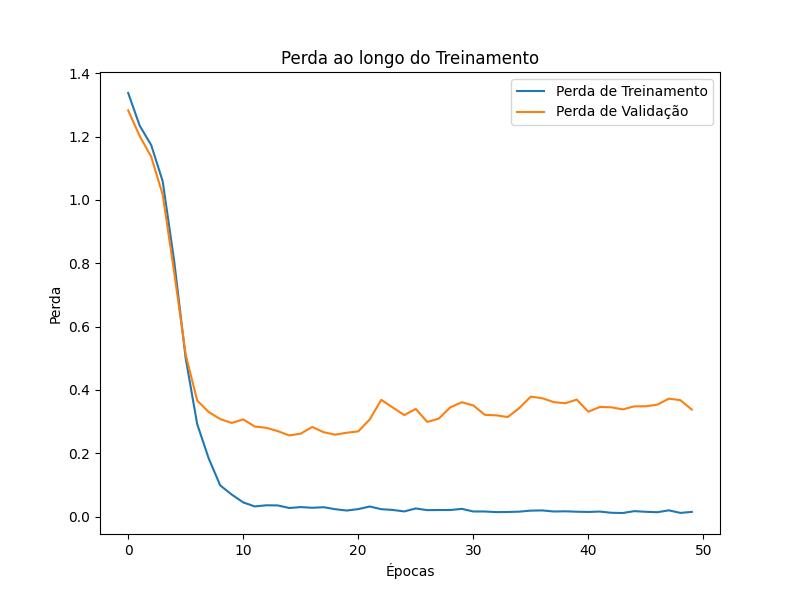 Perda ao longo do Treinamento
Perda de Treinamento
Perda de Validação
1.4
1.2
1.0
0.8
0.6
0.4
0.2
0.0
Perda
0 10 20 30 40 50
Épocas